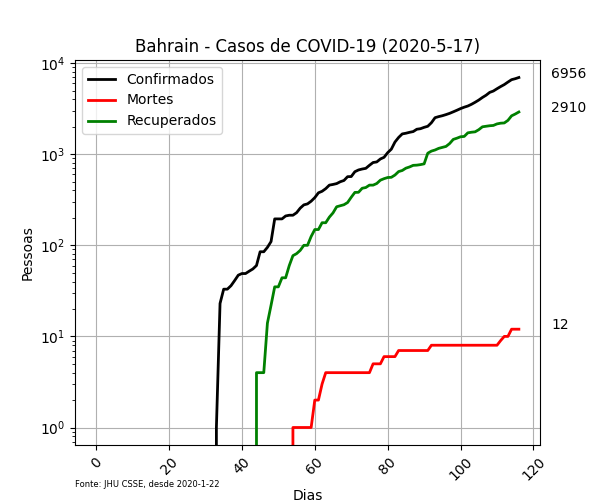 Bahrain - Casos de COVID-19 (2020-5-17)
Confirmados
Mortes
Recuperados
6956
2910
12
10^4
10^3
10^2
10^1
10^0
Pessoas
0 20 40 60 80 100 120
Dias
Fonte: JHU CSSE, desde 2020-1-22